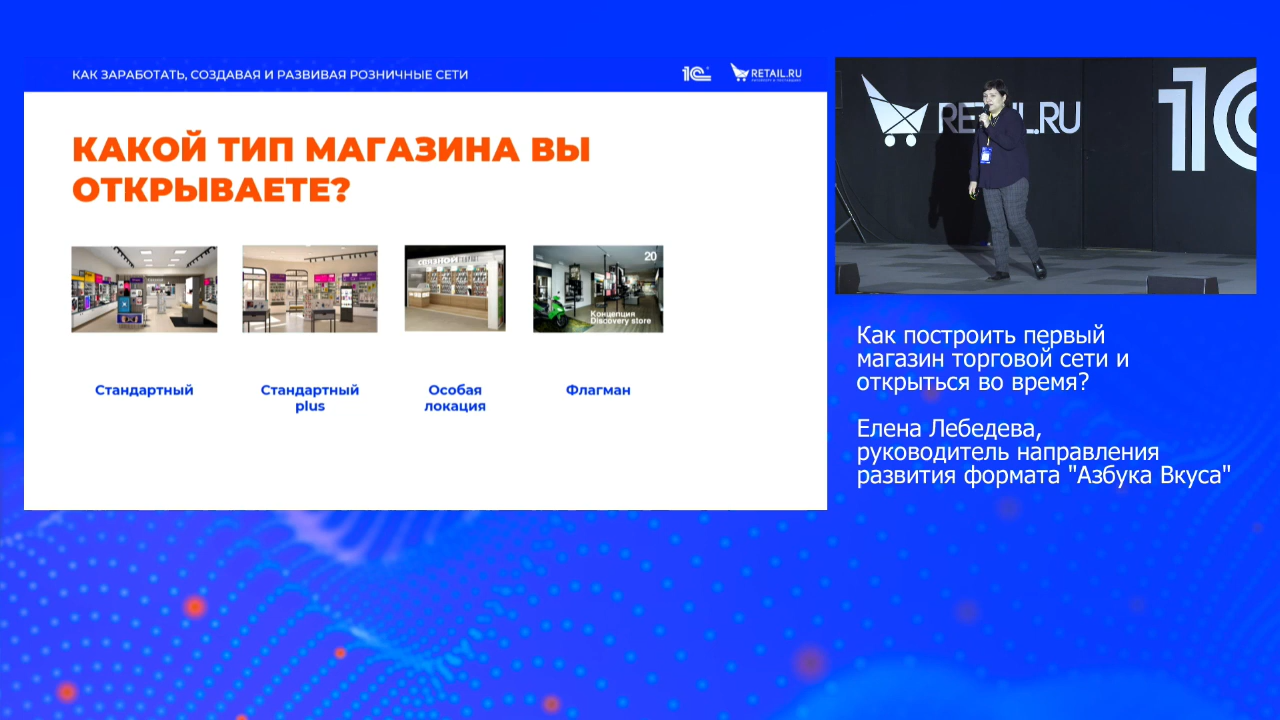 КАК ЗАРАБОТАТЬ, СОЗДАВАЯ И РАЗВИВАЯ РОЗНИЧНЫЕ СЕТИ
1С
RETAIL.RU
КАКОЙ ТИП МАГАЗИНА ВЫ
ОТКРЫВАЕТЕ?
20
Концепция
Discovery store
Стандартный
Стандартный
plus
Особая
локация
Флагман
1С
Как построить первый
магазин торговой сети и
открыться во время?
Елена Лебедева,
руководитель направления
развития формата "Азбука Вкуса"